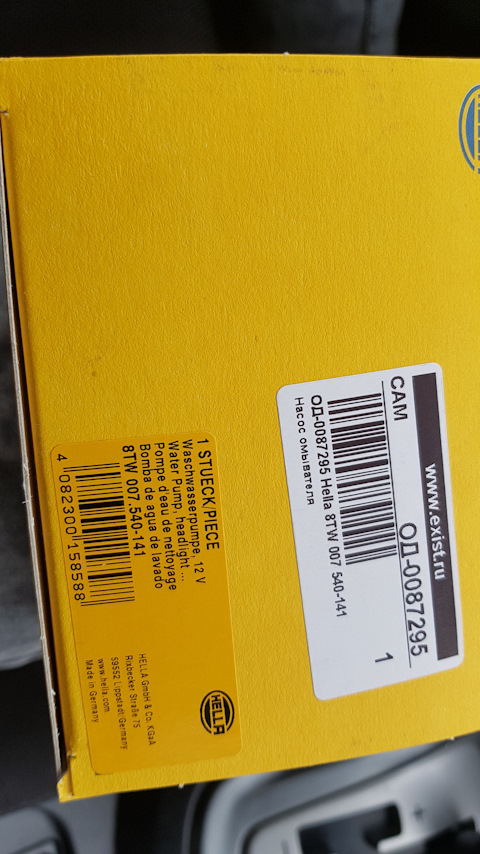 www.exist.ru
ОД-0087295
САМ
1
ОД-0087295 Hella 8TW 007 540-141
Насос омывателя
1 STUECK/PIECE
Waschwasserpumpe, 12 V
Water Pump, headlight ...
Pompe d'eau de nettoyage
Bomba de agua de lavado
8TW 007.540-141
4 082300 158588
HELLA
HELLA GmbH & Co. KGaA
Rixbecker Straße 75
59552 Lippstadt/Germany
www.hella.com
Made in Germany